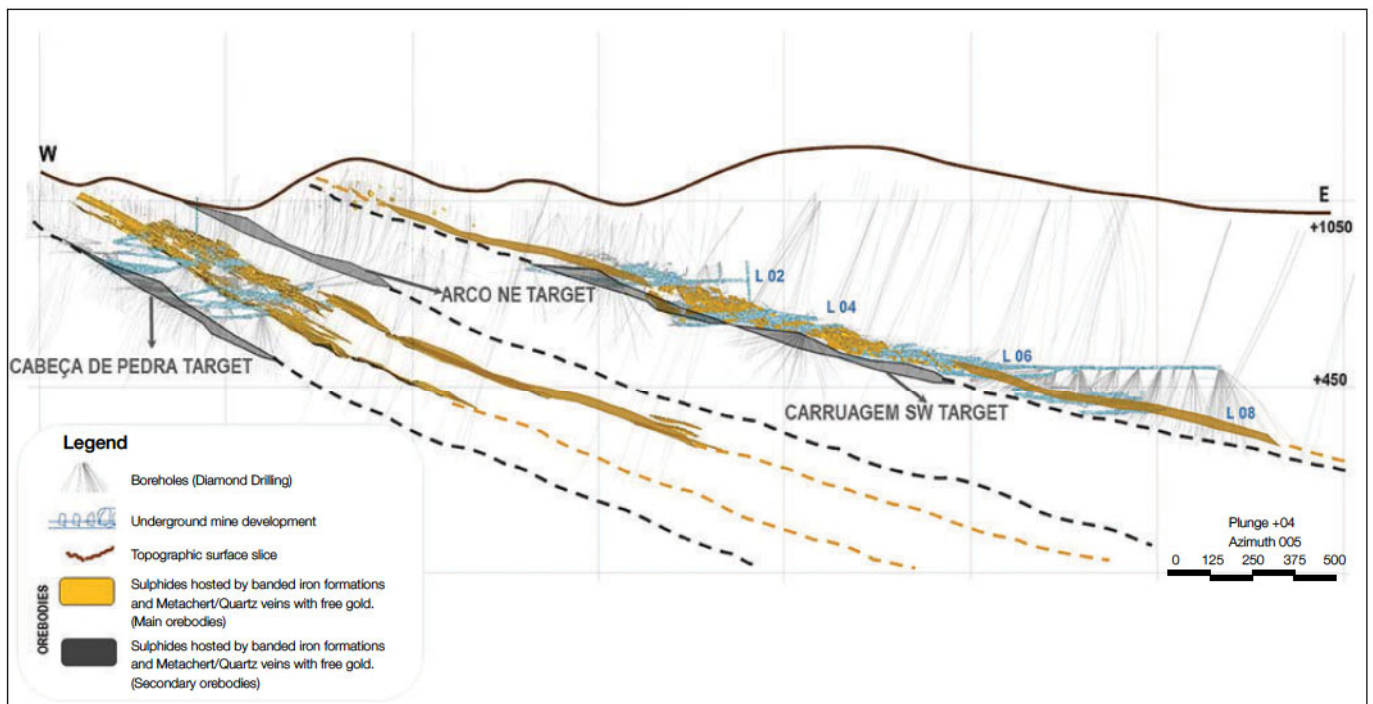 W
E
+1050
L 02
ARCO NE TARGET
L 04
CABEÇA DE PEDRA TARGET
L 06
+450
CARRUAGEM SW TARGET
L 08
Legend
Boreholes (Diamond Drilling)
Underground mine development
Topographic surface slice
OREBODIES
Sulphides hosted by banded iron formations
and Metachert/Quartz veins with free gold.
(Main orebodies)
Sulphides hosted by banded iron formations
and Metachert/Quartz veins with free gold.
(Secondary orebodies)
Plunge +04
Azimuth 005
0 125 250 375 500